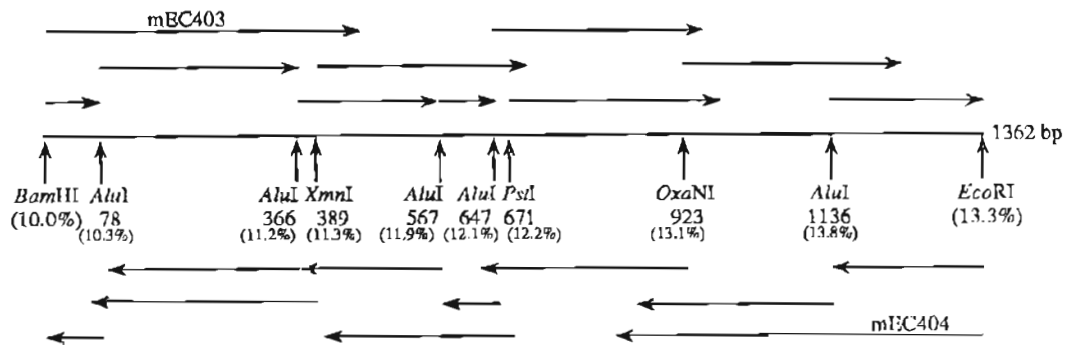 mEC403
1362 bp
BamHI AluI AluI XmnI AluI AluI PstI OxaNI AluI EcoRI
(10.0%) 78 366 389 567 647 671 923 1136 (13.3%)
(10.3%) (11.2%) (11.3%) (11.9%) (12.1%) (12.2%) (13.1%) (13.8%)
mEC404